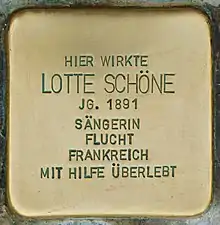 HIER WIRKTE
LOTTE SCHÖNE
JG. 1891
SÄNGERIN
FLUCHT
FRANKREICH
MIT HILFE ÜBERLEBT